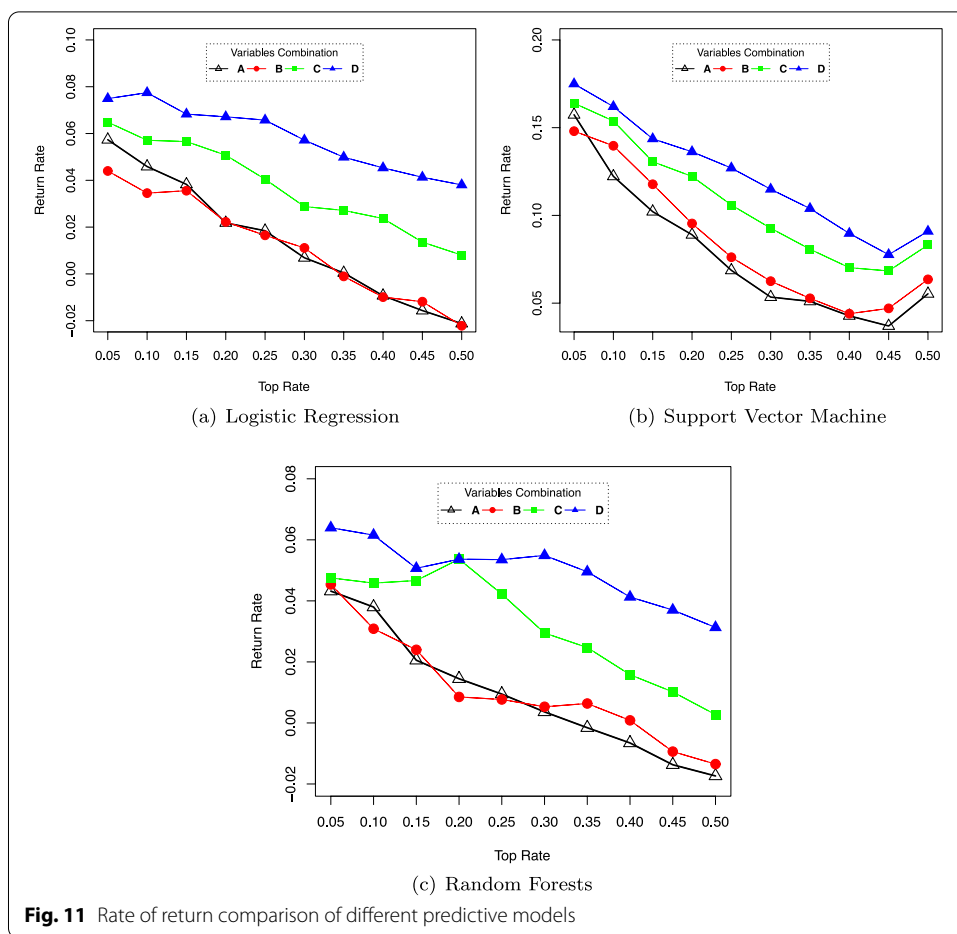 0.10
0.08
0.06
0.04
0.02
0.00
−0.02
Return Rate
Variables Combination
A B C D
0.05 0.10 0.15 0.20 0.25 0.30 0.35 0.40 0.45 0.50
Top Rate
(a) Logistic Regression
0.20
0.15
0.10
0.05
Return Rate
Variables Combination
A B C D
0.05 0.10 0.15 0.20 0.25 0.30 0.35 0.40 0.45 0.50
Top Rate
(b) Support Vector Machine
0.08
0.06
0.04
0.02
0.00
−0.02
Return Rate
Variables Combination
A B C D
0.05 0.10 0.15 0.20 0.25 0.30 0.35 0.40 0.45 0.50
Top Rate
(c) Random Forests
Fig. 11 Rate of return comparison of different predictive models